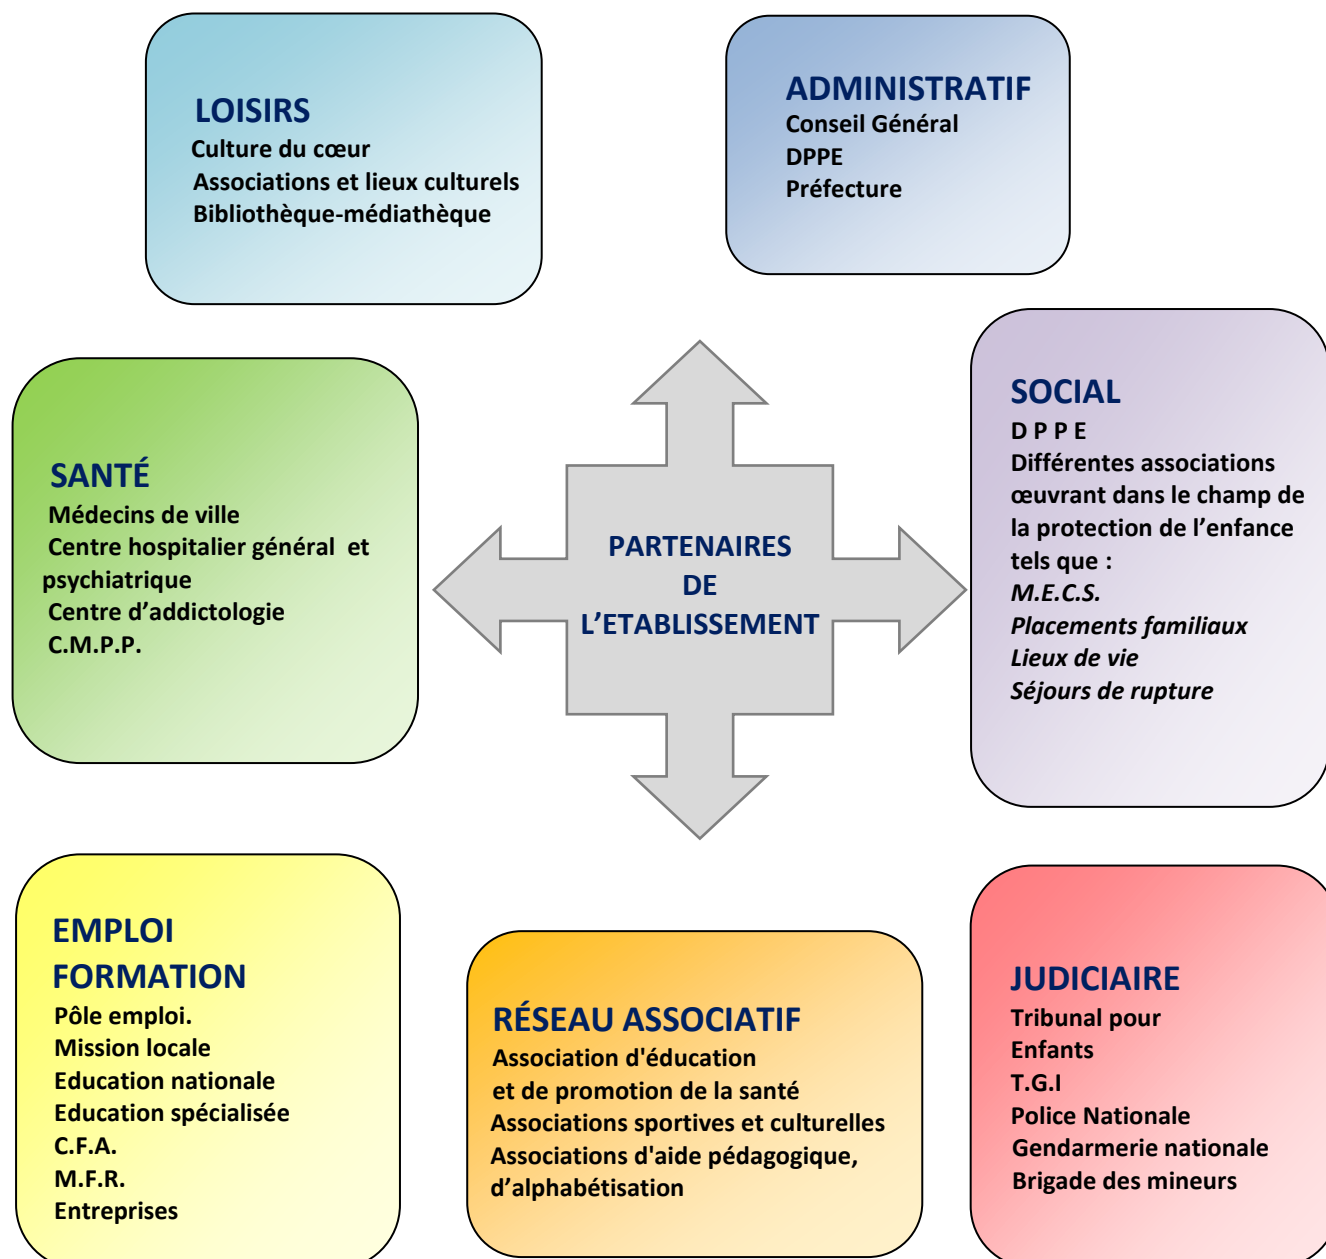 LOISIRS
Culture du cœur
Associations et lieux culturels
Bibliothèque-médiathèque
ADMINISTRATIF
Conseil Général
DPPE
Préfecture
SANTÉ
Médecins de ville
Centre hospitalier général et
psychiatrique
Centre d’addictologie
C.M.P.P.
PARTENAIRES
DE
L’ETABLISSEMENT
SOCIAL
D P P E
Différentes associations
œuvrant dans le champ de
la protection de l’enfance
tels que :
M.E.C.S.
Placements familiaux
Lieux de vie
Séjours de rupture
EMPLOI
FORMATION
Pôle emploi.
Mission locale
Education nationale
Education spécialisée
C.F.A.
M.F.R.
Entreprises
RÉSEAU ASSOCIATIF
Association d'éducation
et de promotion de la santé
Associations sportives et culturelles
Associations d'aide pédagogique,
d’alphabétisation
JUDICIAIRE
Tribunal pour
Enfants
T.G.I
Police Nationale
Gendarmerie nationale
Brigade des mineurs